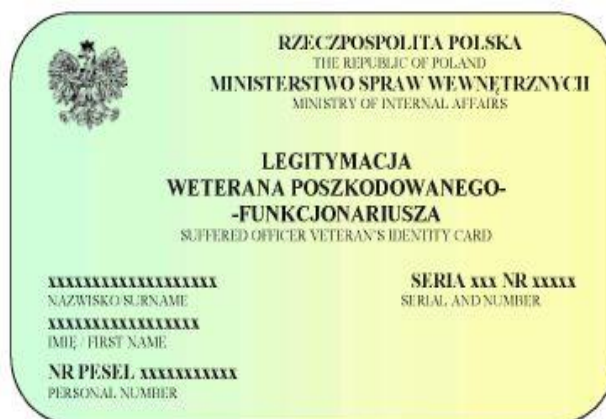 RZECZPOSPOLITA POLSKA
THE REPUBLIC OF POLAND
MINISTERSTWO SPRAW WEWNĘTRZNYCH
MINISTRY OF INTERNAL AFFAIRS
LEGITYMACJA
WETERANA POSZKODOWANEGO-
-FUNKCJONARIUSZA
SUFFERED OFFICER VETERAN'S IDENTITY CARD
xxxxxxxxxxxxxxxxxxx
NAZWISKO/SURNAME
xxxxxxxxxxxxxxxxx
IMIĘ / FIRST NAME
NR PESEL xxxxxxxxxxx
PERSONAL NUMBER
SERIA xxx NR xxxxx
SERIAL AND NUMBER